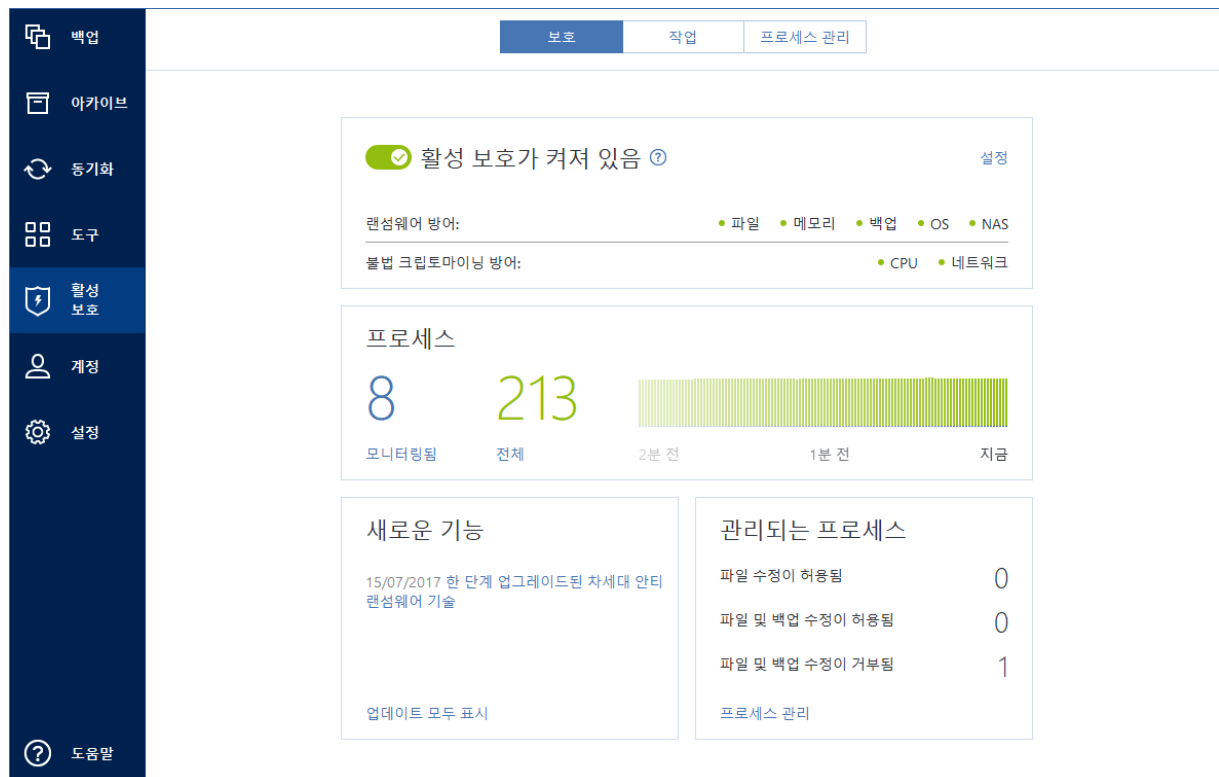 백업
아카이브
동기화
도구
활성
보호
계정
설정
도움말
보호 작업 프로세스 관리
활성 보호가 켜져 있음 ?
설정
랜섬웨어 방어: 파일 메모리 백업 OS NAS
불법 크립토마이닝 방어: CPU 네트워크
프로세스
8 213
모니터링됨 전체 2분 전 1분 전 지금
새로운 기능
15/07/2017 한 단계 업그레이드된 차세대 안티
랜섬웨어 기술
업데이트 모두 표시
관리되는 프로세스
파일 수정이 허용됨 0
파일 및 백업 수정이 허용됨 0
파일 및 백업 수정이 거부됨 1
프로세스 관리